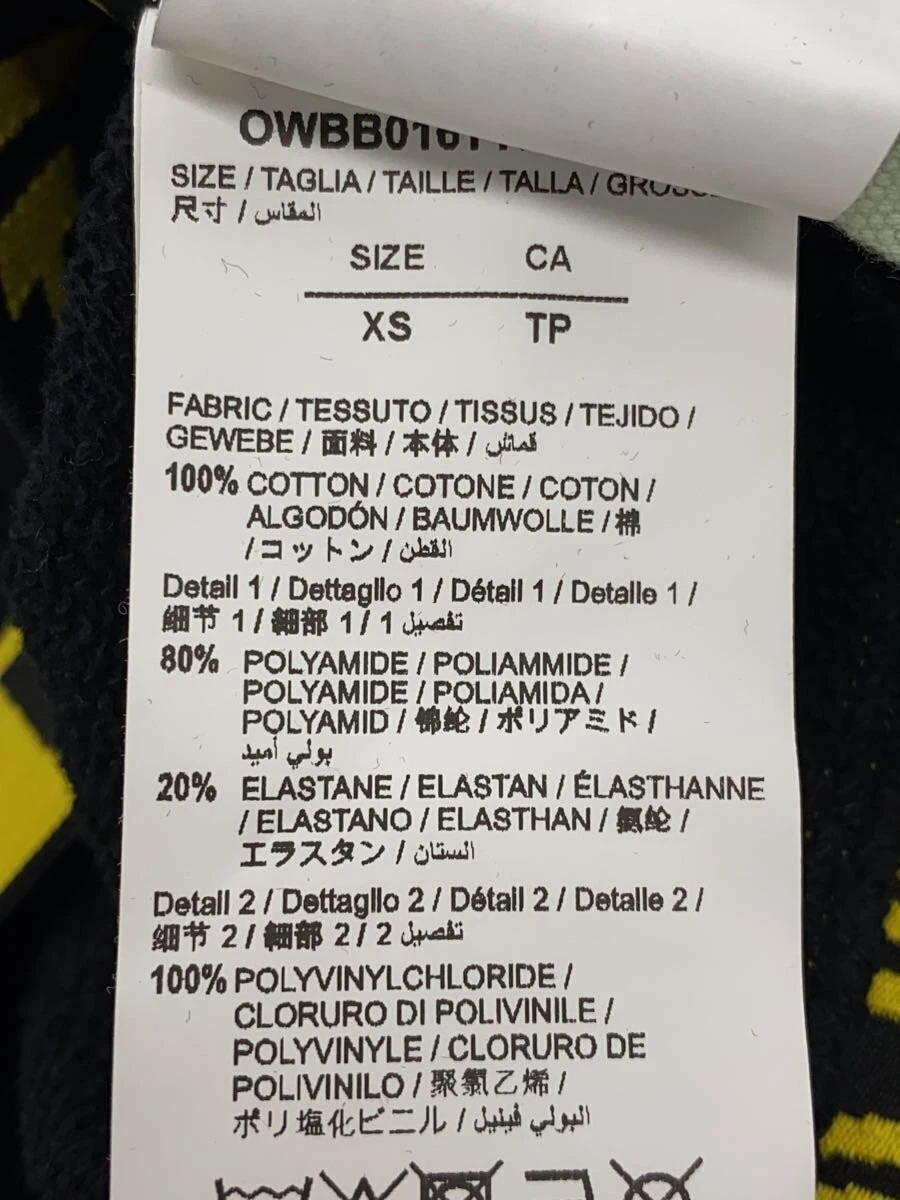 SIZE / TAGLIA / TAILLE / TALLA /
尺寸 / المقاس
SIZE CA
XS TP
FABRIC / TESSUTO / TISSUS / TEJIDO /
GEWEBE / 面料 / 本体 / قماش
100% COTTON / COTONE / COTON /
ALGODÓN / BAUMWOLLE / 棉
/ コットン / القطن
Detail 1 / Dettaglio 1 / Détail 1 / Detalle 1 /
细节 1 / 細部 1 / 1 تفصيل
80% POLYAMIDE / POLIAMMIDE /
POLYAMIDE / POLIAMIDA /
POLYAMID / 锦纶 / ポリアミド /
بولي أميد
20% ELASTANE / ELASTAN / ÉLASTHANNE
/ ELASTANO / ELASTHAN / 氨纶 /
エラスタン / الستان
Detail 2 / Dettaglio 2 / Détail 2 / Detalle 2 /
细节 2 / 細部 2 / 2 تفصيل
100% POLYVINYLCHLORIDE /
CLORURO DI POLIVINILE /
POLYVINYLE / CLORURO DE
POLIVINILO / 聚氯乙烯 /
ポリ塩化ビニル / البولي فينيل